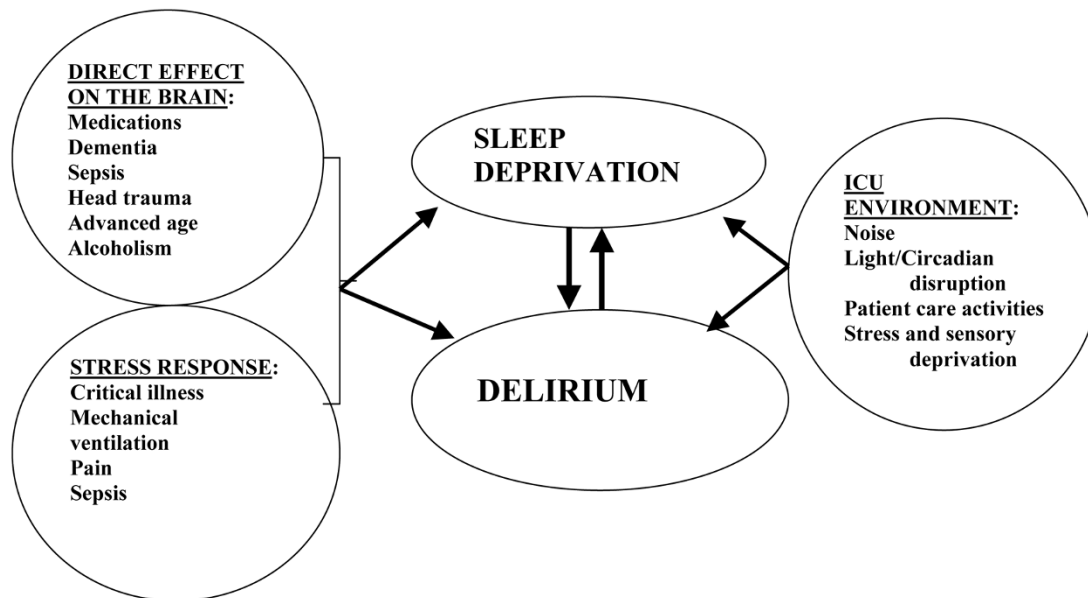 DIRECT EFFECT
ON THE BRAIN:
Medications
Dementia
Sepsis
Head trauma
Advanced age
Alcoholism
STRESS RESPONSE:
Critical illness
Mechanical
ventilation
Pain
Sepsis
SLEEP
DEPRIVATION
DELIRIUM
ICU
ENVIRONMENT:
Noise
Light/Circadian
disruption
Patient care activities
Stress and sensory
deprivation